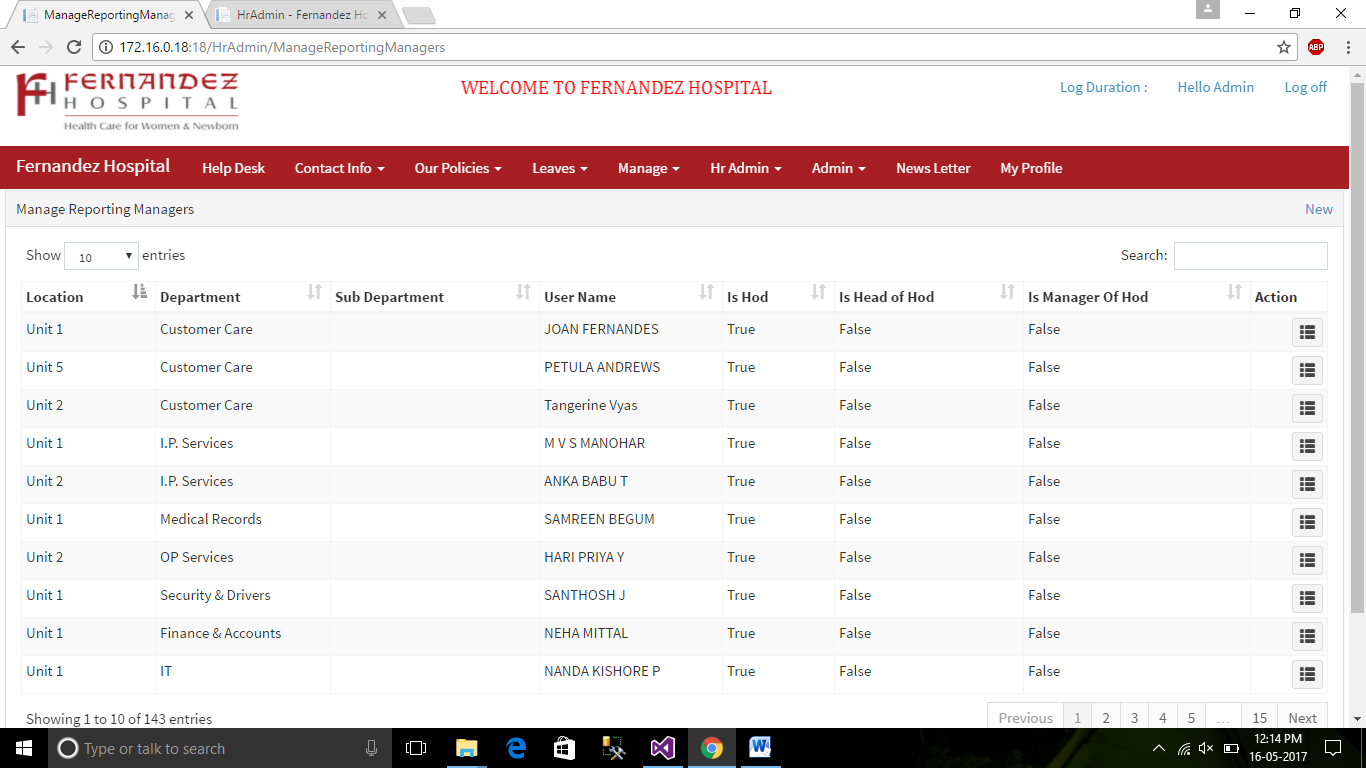 ManageReportingManag
HrAdmin - Fernandez Ho
172.16.0.18:18/HrAdmin/ManageReportingManagers
ABP
FERNANDEZ
HOSPITAL
Health Care for Women & Newborn
WELCOME TO FERNANDEZ HOSPITAL
Log Duration : Hello Admin Log off
Fernandez Hospital Help Desk Contact Info Our Policies Leaves Manage Hr Admin Admin News Letter My Profile
Manage Reporting Managers New
Show 10 entries Search:
Location Department Sub Department User Name Is Hod Is Head of Hod Is Manager Of Hod Action
Unit 1 Customer Care JOAN FERNANDES True False False
Unit 5 Customer Care PETULA ANDREWS True False False
Unit 2 Customer Care Tangerine Vyas True False False
Unit 1 I.P. Services M V S MANOHAR True False False
Unit 2 I.P. Services ANKA BABU T True False False
Unit 1 Medical Records SAMREEN BEGUM True False False
Unit 2 OP Services HARI PRIYA Y True False False
Unit 1 Security & Drivers SANTHOSH J True False False
Unit 1 Finance & Accounts NEHA MITTAL True False False
Unit 1 IT NANDA KISHORE P True False False
Showing 1 to 10 of 143 entries Previous 1 2 3 4 5 … 15 Next
Type or talk to search
12:14 PM
16-05-2017